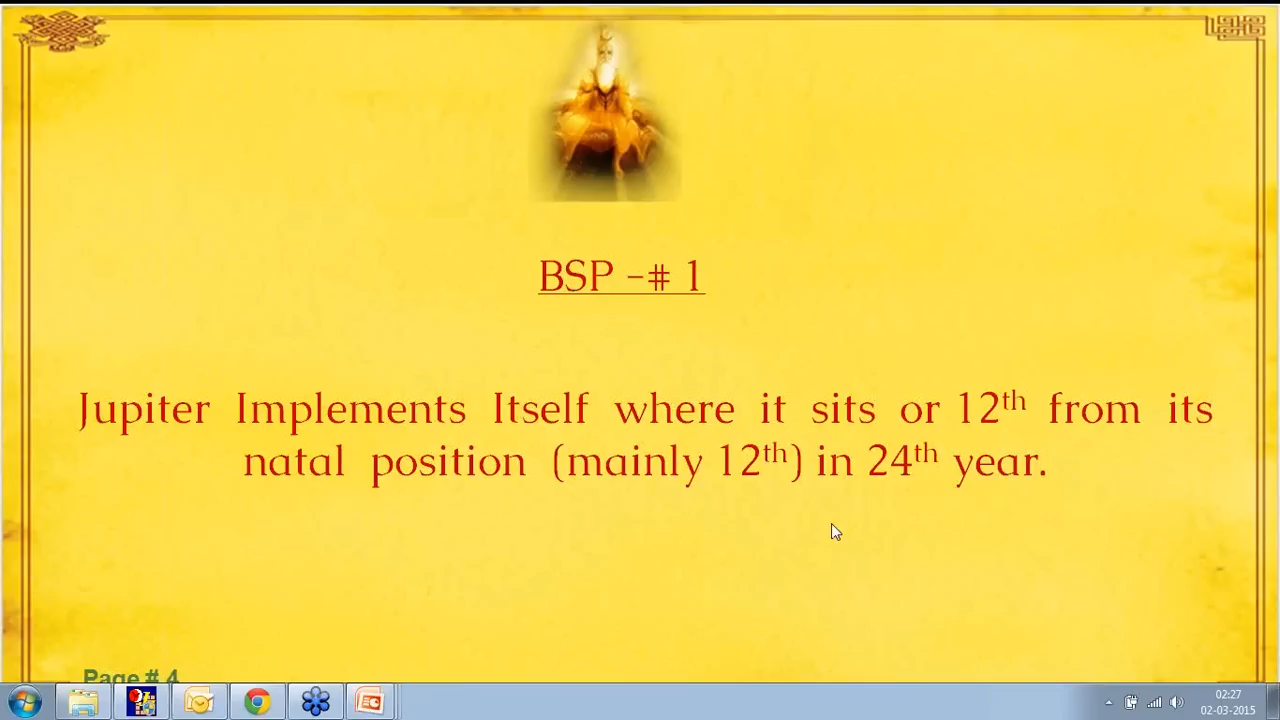 BSP -# 1
Jupiter Implements Itself where it sits or 12th from its
natal position (mainly 12th) in 24th year.
Page # 4
02:27
02-03-2015